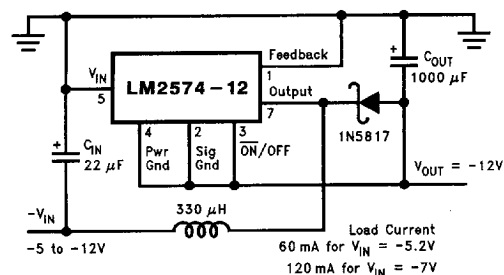 Feedback
+
C_OUT
1000 μF
V_IN
5
LM2574-12
1
Output
7
1N5817
+
C_IN
22 μF
4
Pwr
Gnd
2
Sig
Gnd
3
O̅N̅/OFF
V_OUT = -12V
330 μH
-V_IN
-5 to -12V
Load Current
60 mA for V_IN = -5.2V
120 mA for V_IN = -7V